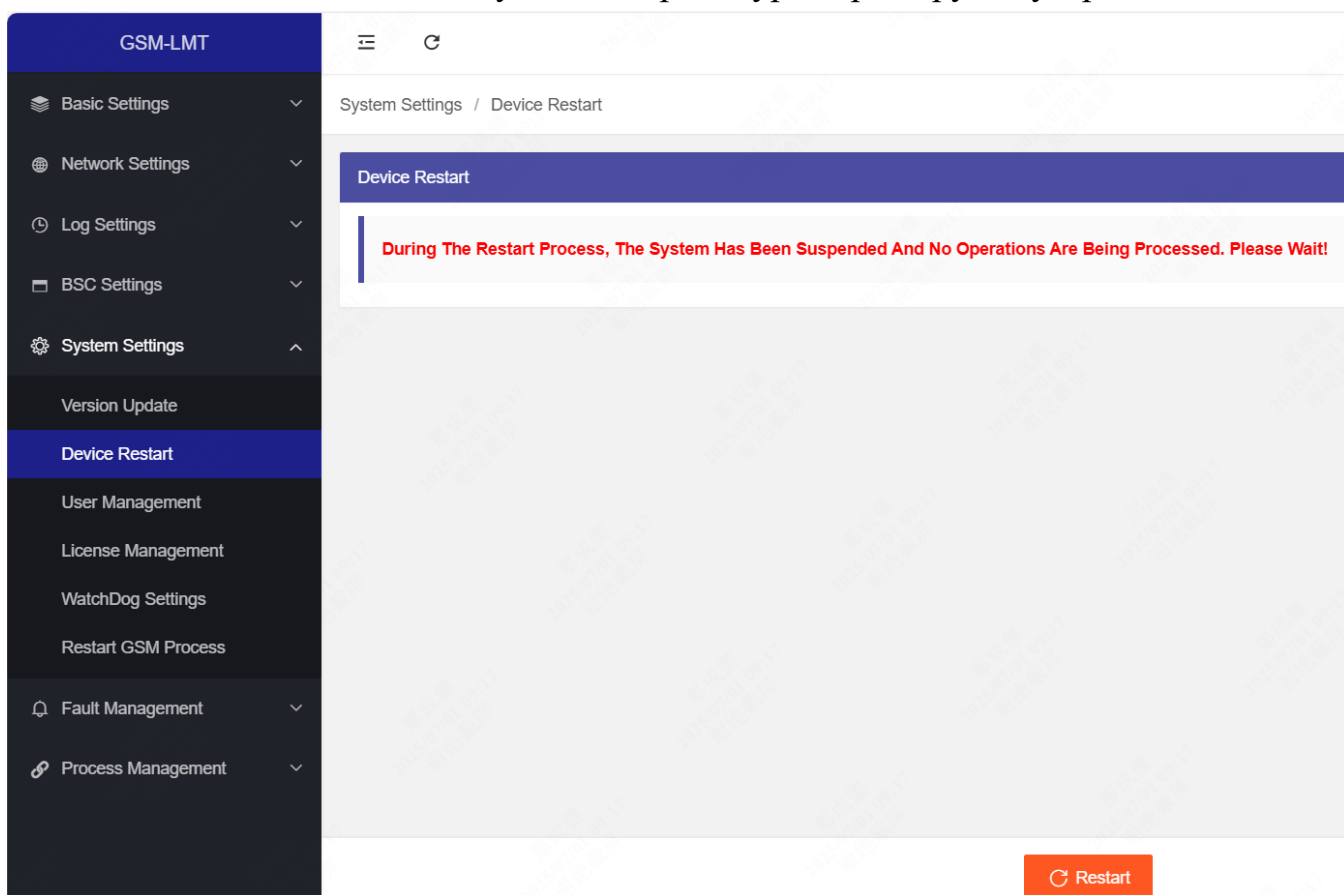 GSM-LMT
Basic Settings
Network Settings
Log Settings
BSC Settings
System Settings
Version Update
Device Restart
User Management
License Management
WatchDog Settings
Restart GSM Process
Fault Management
Process Management
System Settings / Device Restart
Device Restart
During The Restart Process, The System Has Been Suspended And No Operations Are Being Processed. Please Wait!
Restart